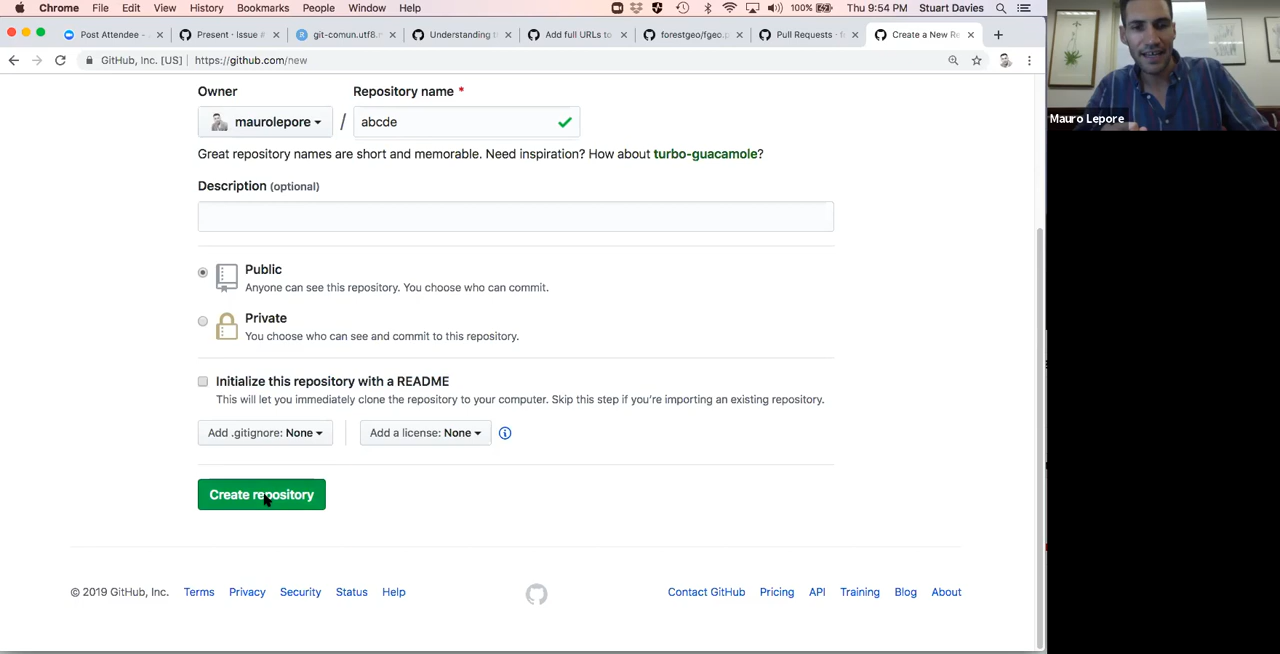 Chrome File Edit View History Bookmarks People Window Help 100% Thu 9:54 PM Stuart Davies
Post Attendee - Present · Issue # git-comun.utf8. Understanding Add full URLs to forestgeo/fgeo. Pull Requests · f Create a New Re
GitHub, Inc. [US] https://github.com/new
Mauro Lepore
Owner Repository name *
maurolepore / abcde
Great repository names are short and memorable. Need inspiration? How about turbo-guacamole?
Description (optional)
Public
Anyone can see this repository. You choose who can commit.
Private
You choose who can see and commit to this repository.
Initialize this repository with a README
This will let you immediately clone the repository to your computer. Skip this step if you're importing an existing repository.
Add .gitignore: None Add a license: None
Create repository
© 2019 GitHub, Inc. Terms Privacy Security Status Help Contact GitHub Pricing API Training Blog About